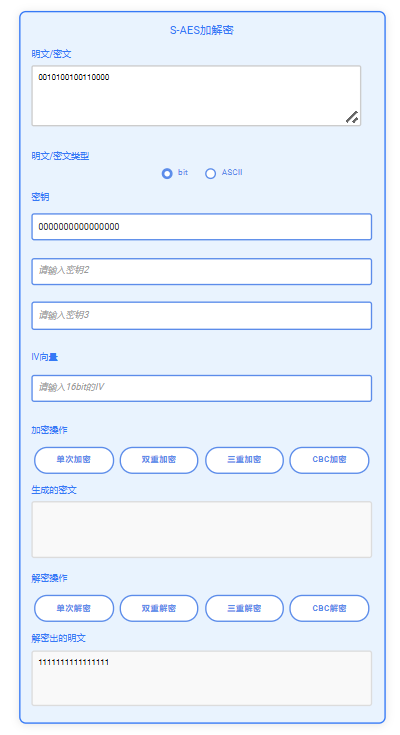 S-AES加解密
明文/密文
0010100100110000
明文/密文类型
bit ASCII
密钥
0000000000000000
请输入密钥2
请输入密钥3
IV向量
请输入16bit的IV
加密操作
单次加密 双重加密 三重加密 CBC加密
生成的密文
解密操作
单次解密 双重解密 三重解密 CBC解密
解密出的明文
1111111111111111